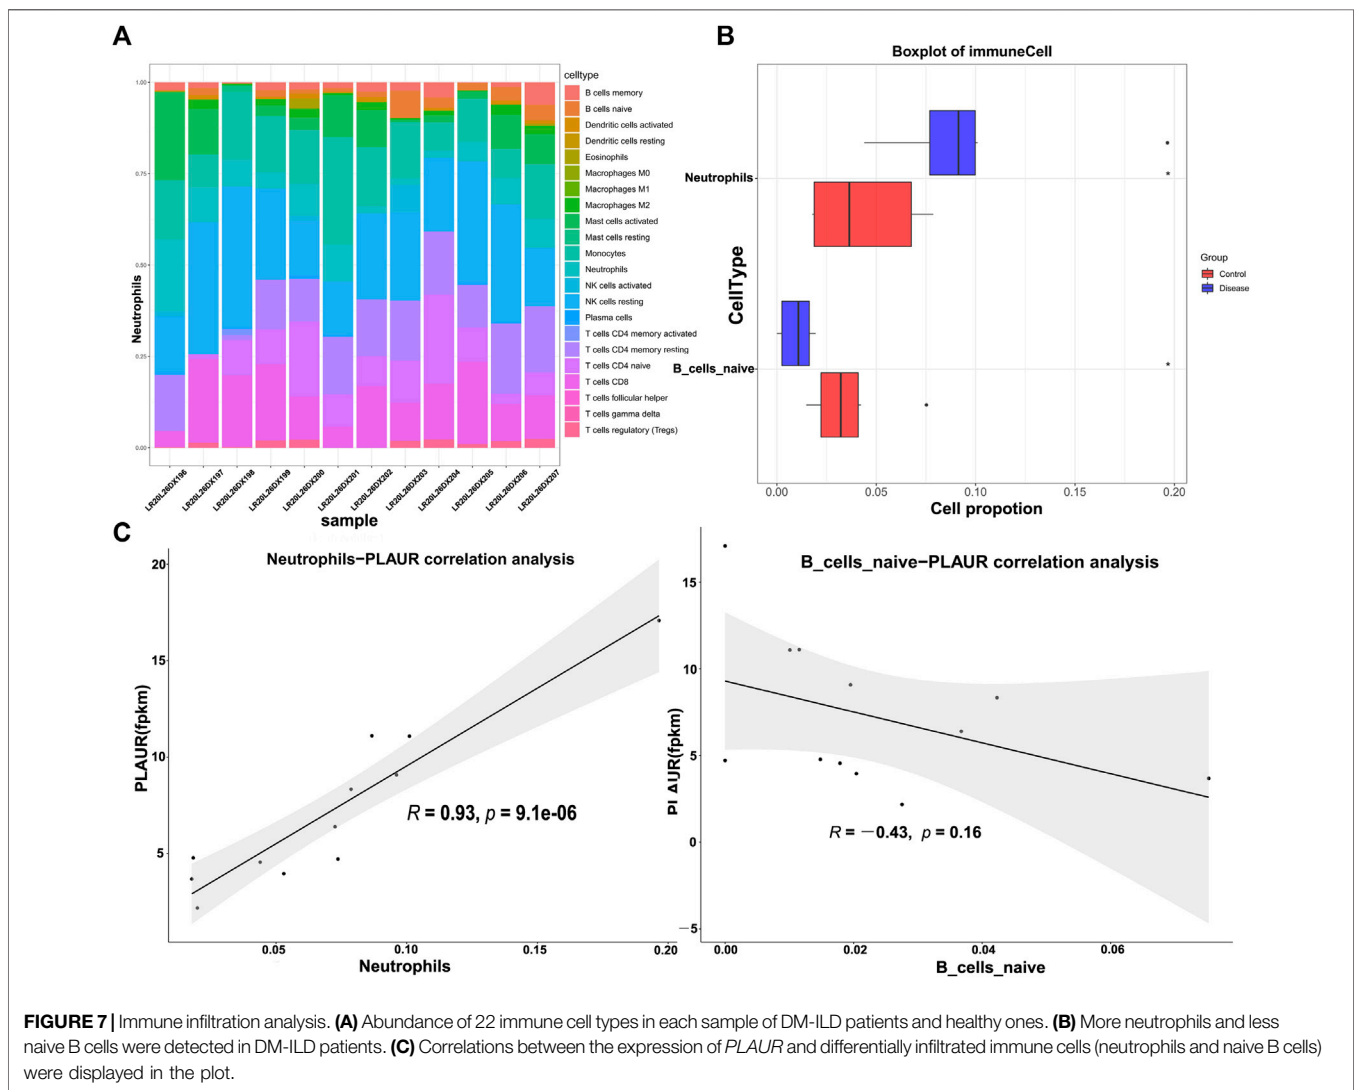 A
celltype
B cells memory
B cells naive
Dendritic cells activated
Dendritic cells resting
Eosinophils
Macrophages M0
Macrophages M1
Macrophages M2
Mast cells activated
Mast cells resting
Monocytes
Neutrophils
NK cells activated
NK cells resting
Plasma cells
T cells CD4 memory activated
T cells CD4 memory resting
T cells CD4 naive
T cells CD8
T cells follicular helper
T cells gamma delta
T cells regulatory (Tregs)
1.00
0.75
0.50
0.25
0.00
Neutrophils
LR20L26DX196
LR20L26DX197
LR20L26DX198
LR20L26DX199
LR20L26DX200
LR20L26DX201
LR20L26DX202
LR20L26DX203
LR20L26DX204
LR20L26DX205
LR20L26DX206
LR20L26DX207
sample
B
Boxplot of immuneCell
Neutrophils
B_cells_naive
CellType
Group
Control
Disease
0.00 0.05 0.10 0.15 0.20
Cell propotion
C
Neutrophils−PLAUR correlation analysis
20
15
10
5
PLAUR(fpkm)
R = 0.93, p = 9.1e-06
0.05 0.10 0.15 0.20
Neutrophils
B_cells_naive−PLAUR correlation analysis
15
10
5
0
−5
PLAUR(fpkm)
R = −0.43, p = 0.16
0.00 0.02 0.04 0.06
B_cells_naive
FIGURE 7 | Immune infiltration analysis. (A) Abundance of 22 immune cell types in each sample of DM-ILD patients and healthy ones. (B) More neutrophils and less
naive B cells were detected in DM-ILD patients. (C) Correlations between the expression of PLAUR and differentially infiltrated immune cells (neutrophils and naive B cells)
were displayed in the plot.